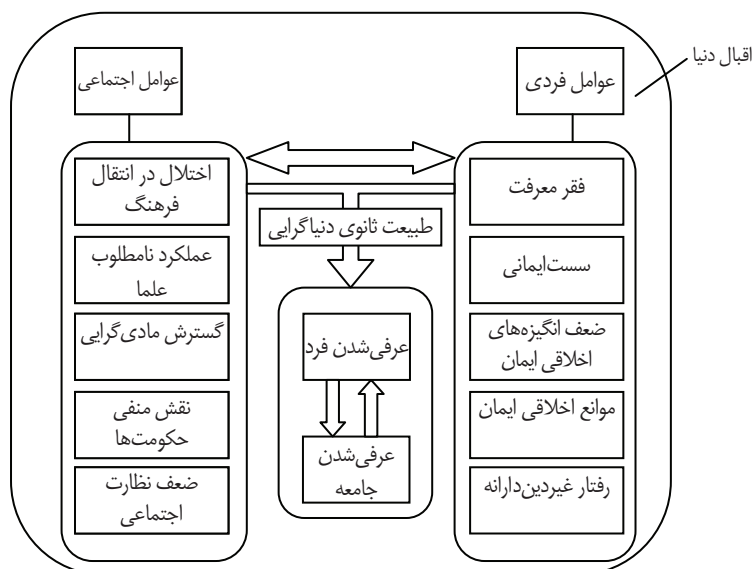 اقبال دنیا
عوامل فردی
فقر معرفت
سست‌ایمانی
ضعف انگیزه‌های
اخلاقی ایمان
موانع اخلاقی ایمان
رفتار غیردین‌دارانه
طبیعت ثانوی دنیاگرایی
عرفی‌شدن فرد
عرفی‌شدن
جامعه
عوامل اجتماعی
اختلال در انتقال
فرهنگ
عملکرد نامطلوب
علما
گسترش مادی‌گرایی
نقش منفی
حکومت‌ها
ضعف نظارت
اجتماعی